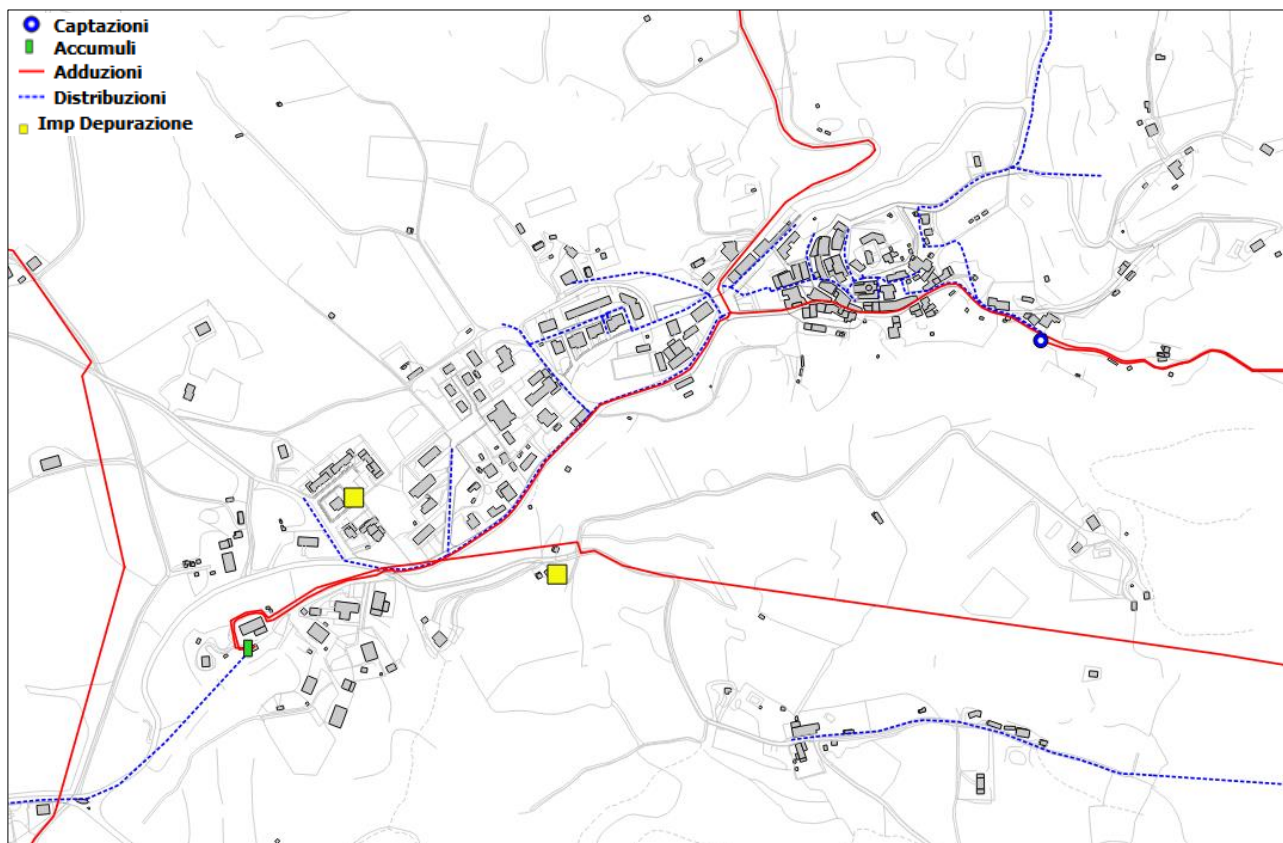 Captazioni
Accumuli
Adduzioni
Distribuzioni
Imp Depurazione